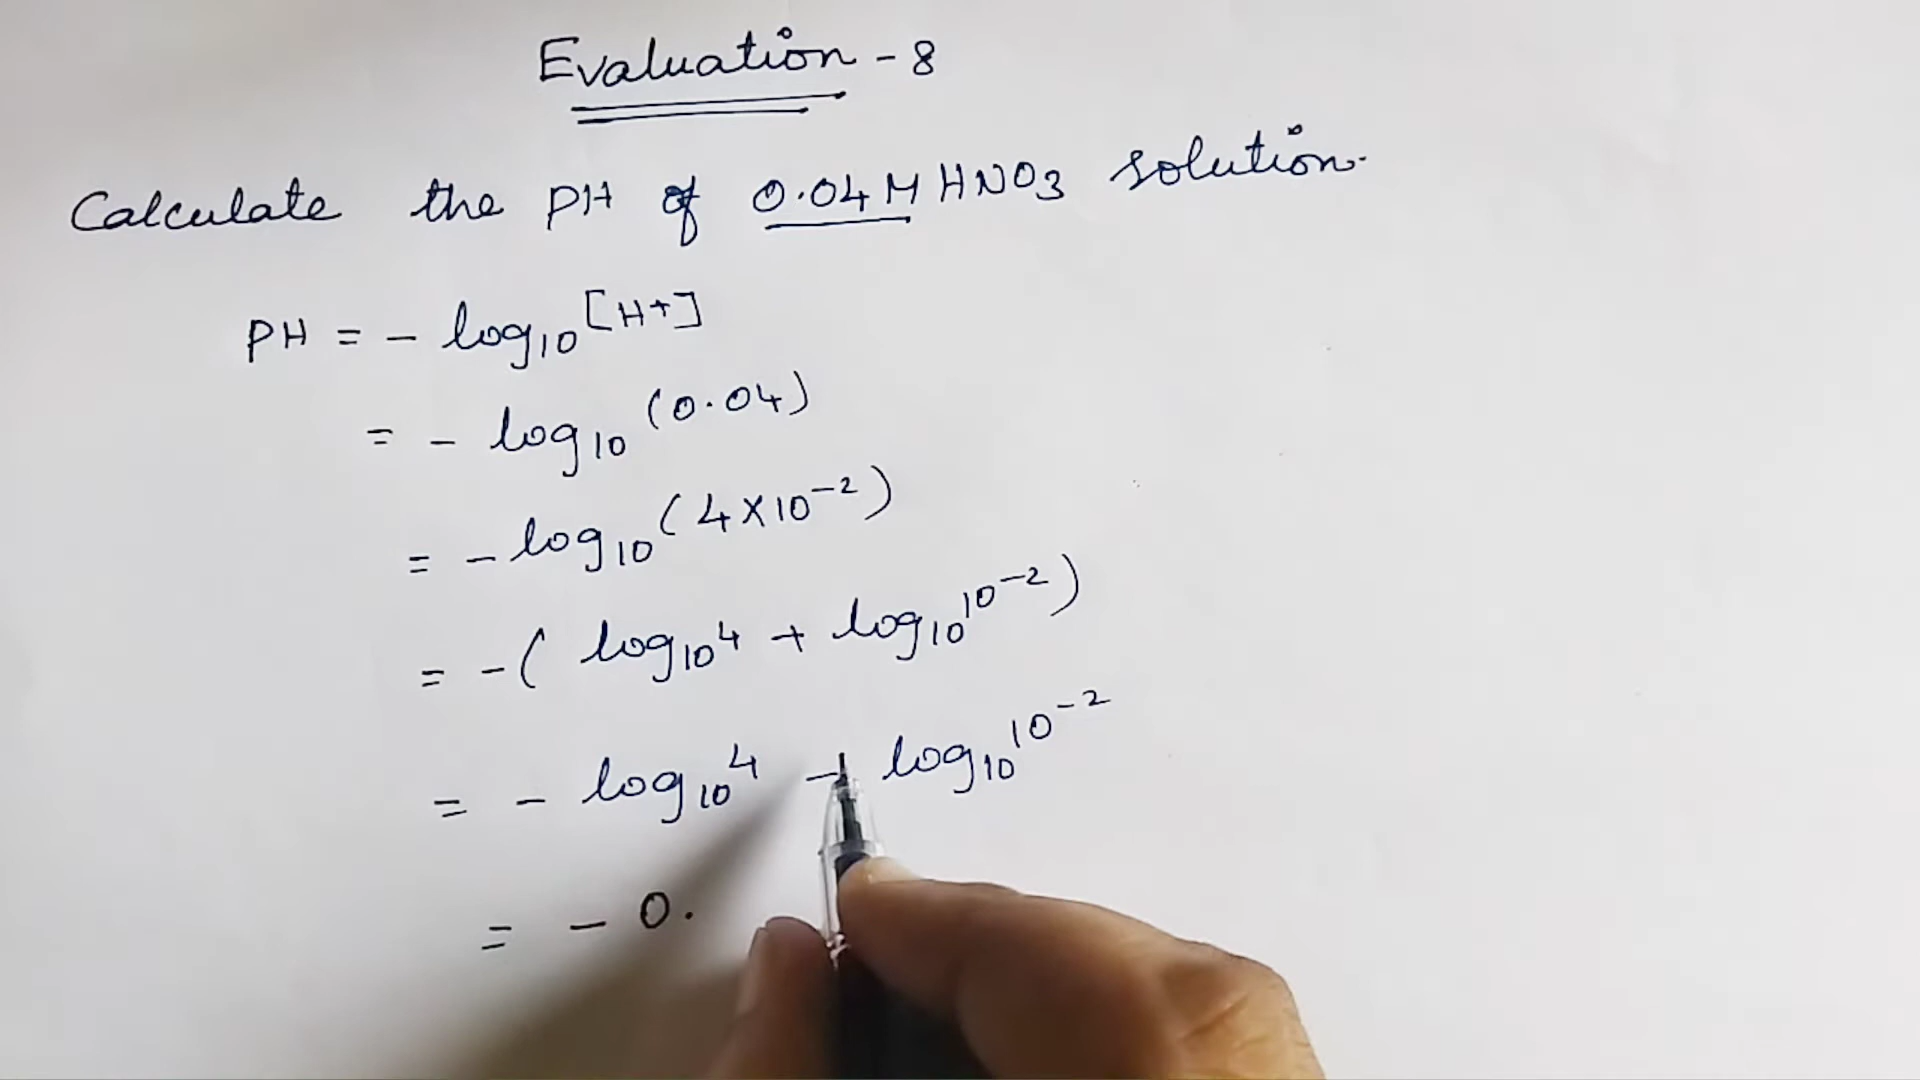 Evaluation - 8
Calculate the PH of 0.04M HNO3 solution.
PH = - log10 [H+]
= - log10 (0.04)
= - log10 (4×10⁻²)
= - ( log10 4 + log10 10⁻² )
= - log10 4 - log10 10⁻²
= - 0.